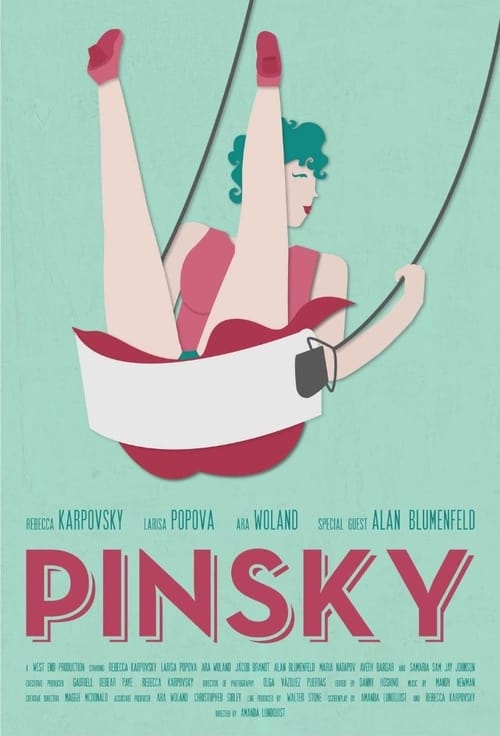 REBECCA KARPOVSKY LARISA POPOVA ARA WOLAND SPECIAL GUEST ALAN BLUMENFELD
PINSKY
A WEST END PRODUCTION STARRING REBECCA KARPOVSKY LARISA POPOVA ARA WOLAND JACOB BRANDT ALAN BLUMENFELD MARIA NAGAPOV AVERY BARGAR AND SAMARIA SAM JAY JOHNSON
EXECUTIVE PRODUCER GABRIELL DEBEAR PAYE . REBECCA KARPOVSKY DIRECTOR OF PHOTOGRAPHY OLGA VÁZQUEZ PUERTAS EDITED BY DANNY HOSHINO MUSIC BY MANDY NEWMAN
CREATIVE DIRECTOR MAGGIE MCDONALD ASSOCIATE PRODUCER ARA WOLAND CHRISTOPHER SIBLEY LINE PRODUCED BY WALTER STONE SCREENPLAY BY AMANDA LUNDQUIST AND REBECCA KARPOVSKY
DIRECTED BY AMANDA LUNDQUIST